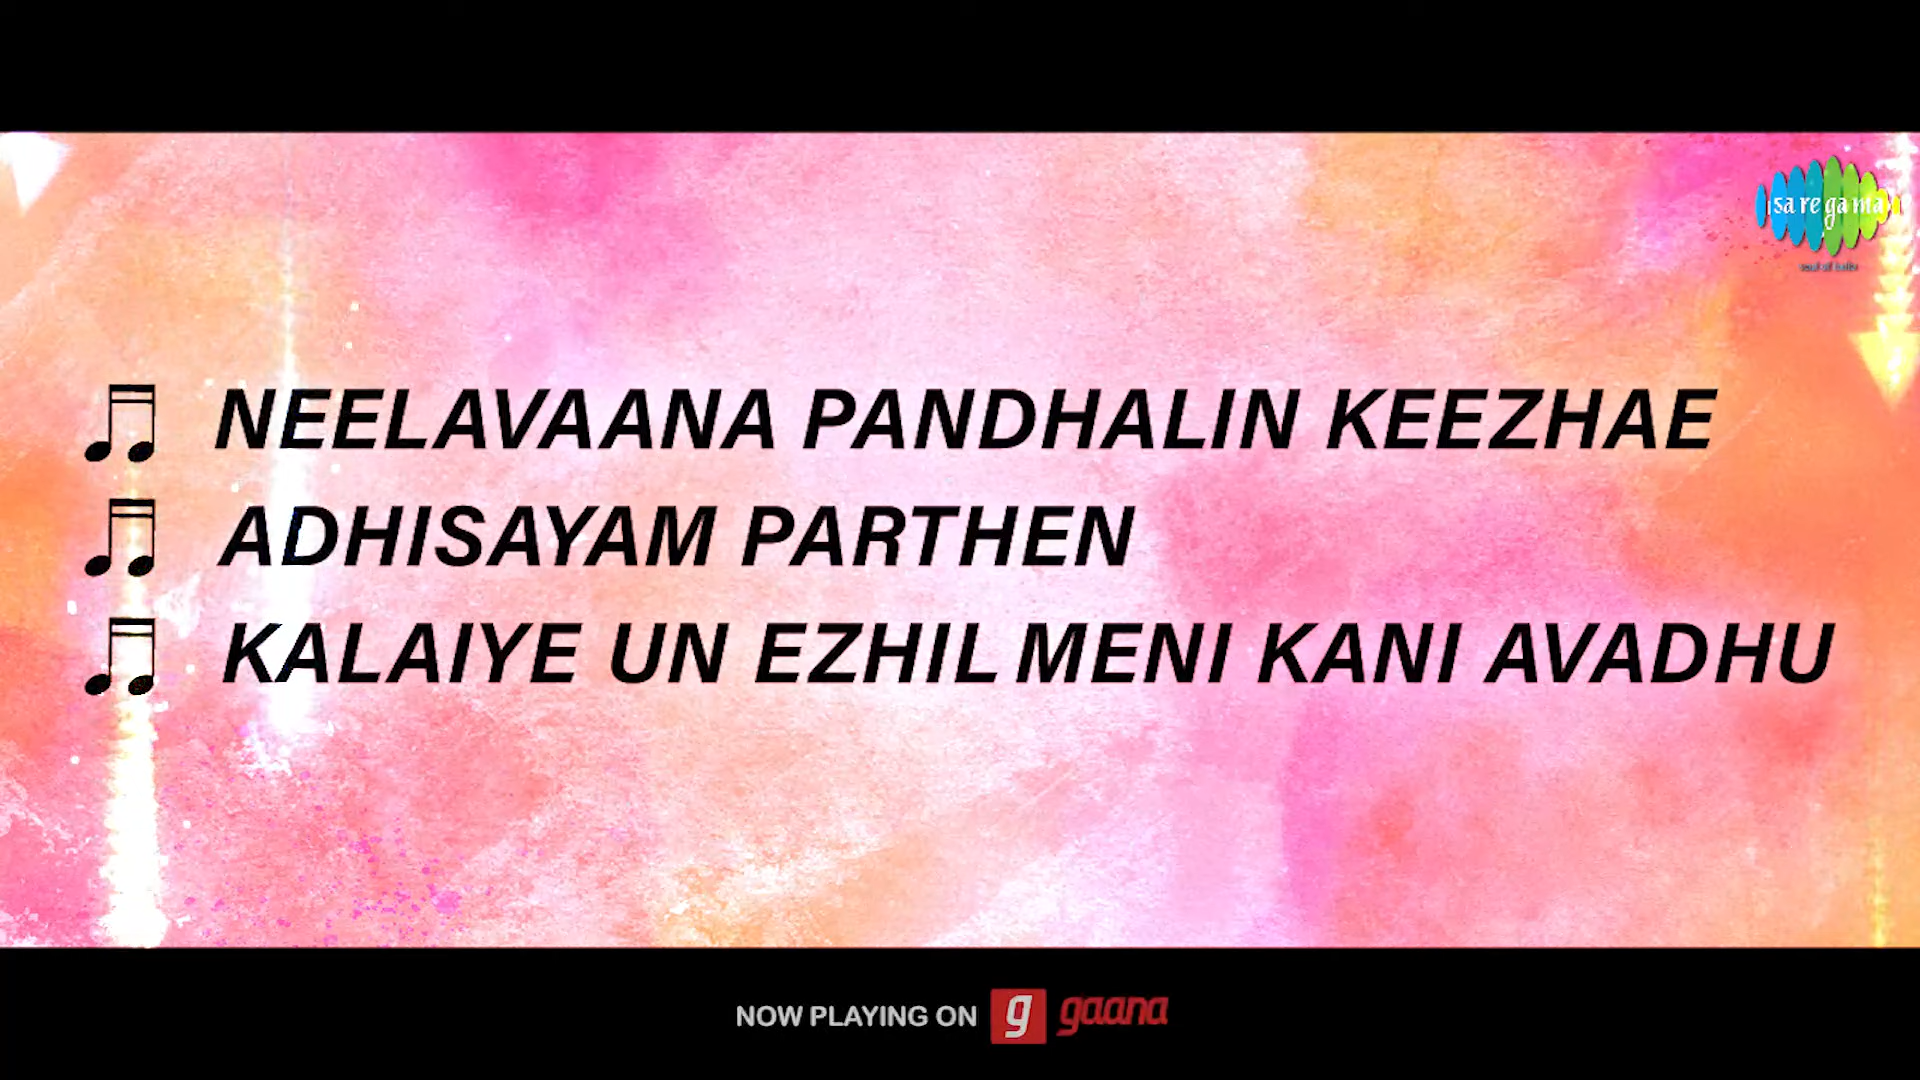 sa re ga ma
NEELAVAANA PANDHALIN KEEZHAE
ADHISAYAM PARTHEN
KALAIYE UN EZHIL MENI KANI AVADHU
NOW PLAYING ON g gaana